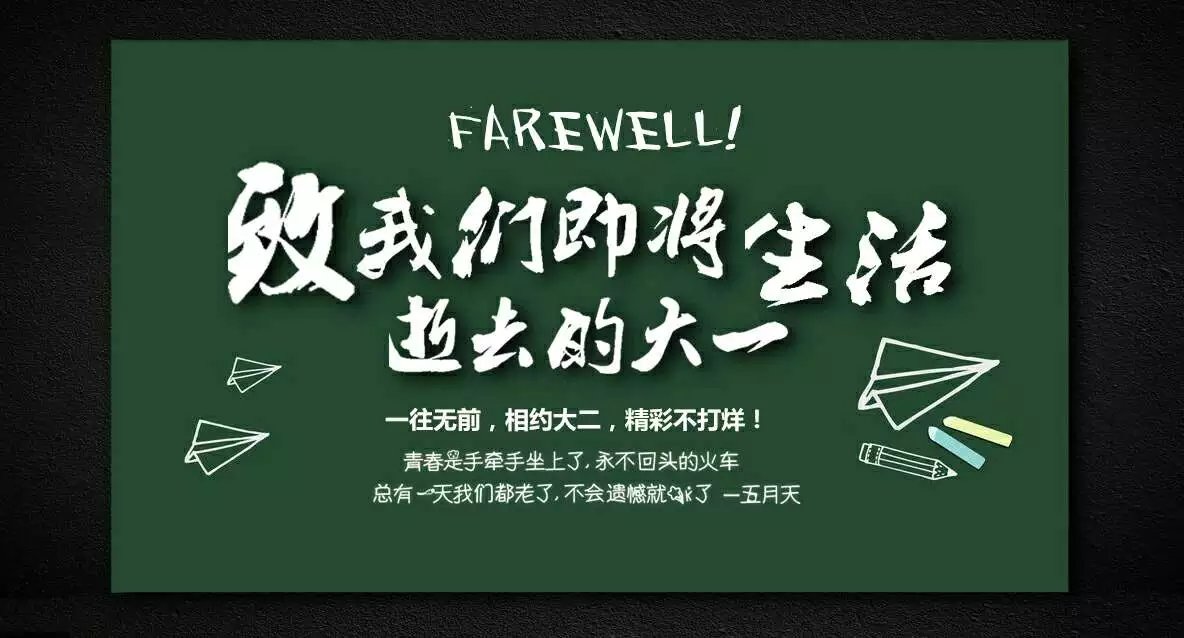 FAREWELL!
致我们即将生活
逝去的大一
一往无前，相约大二，精彩不打烊！
青春是手牵手坐上了,永不回头的火车
总有一天我们都老了,不会遗憾就OK了 —五月天